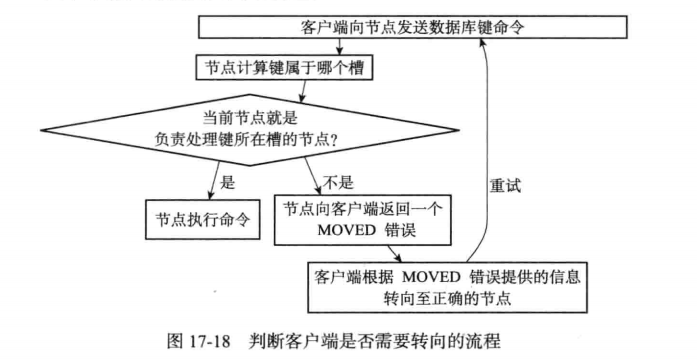 客户端向节点发送数据库键命令
节点计算键属于哪个槽
当前节点就是
负责处理键所在槽的节点？
是
不是
重试
节点执行命令
节点向客户端返回一个
MOVED 错误
客户端根据 MOVED 错误提供的信息
转向至正确的节点
图 17-18 判断客户端是否需要转向的流程